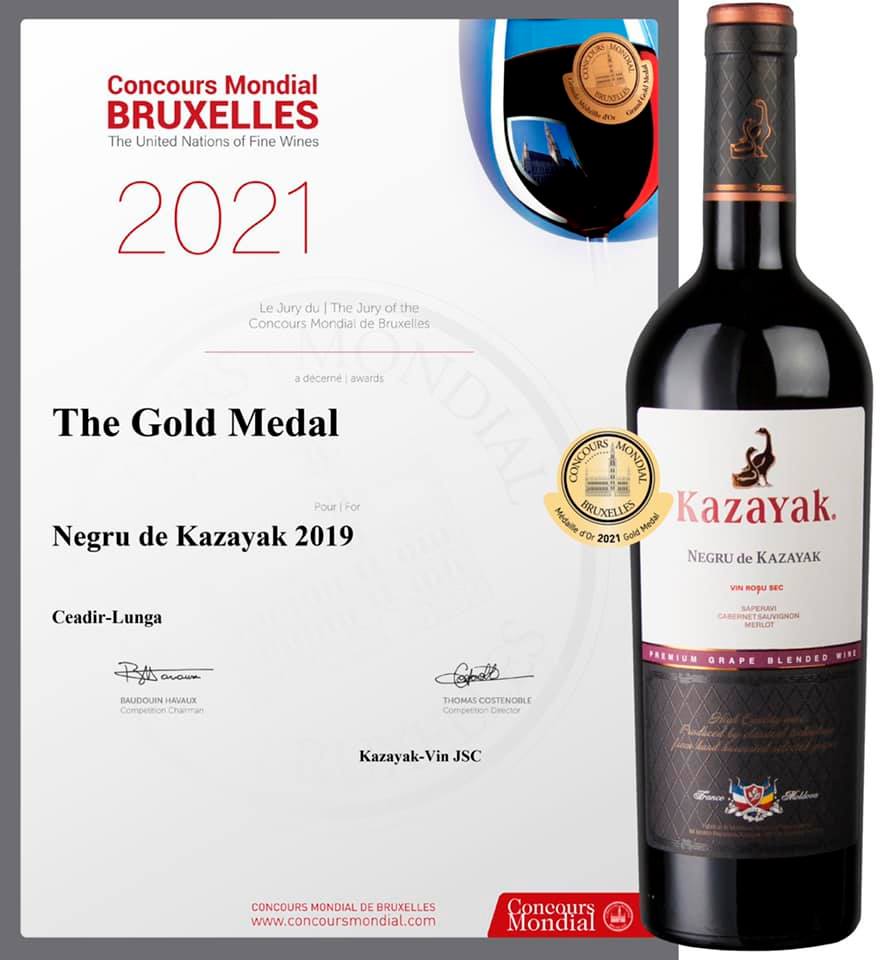 Concours Mondial
BRUXELLES
The United Nations of Fine Wines
2021
CONCOURS MONDIAL
BRUXELLES
Grande Médaille d'Or Grand Gold Medal
Le Jury du | The Jury of the
Concours Mondial de Bruxelles
a décerné | awards
The Gold Medal
Pour | For
Negru de Kazayak 2019
Ceadir-Lunga
BAUDOUIN HAVAUX
Competition Chairman
THOMAS COSTENOBLE
Competition Director
Kazayak-Vin JSC
CONCOURS MONDIAL DE BRUXELLES
www.concoursmondial.com
Concours
Mondial
CONCOURS MONDIAL
BRUXELLES
Médaille d'Or 2021 Gold Medal
Kazayak.
NEGRU de KAZAYAK
VIN ROȘU SEC
SAPERAVI
CABERNET SAUVIGNON
MERLOT
PREMIUM GRAPE BLENDED WINE
High Quality
Produced by classical
from hand harvested selected
France Moldova